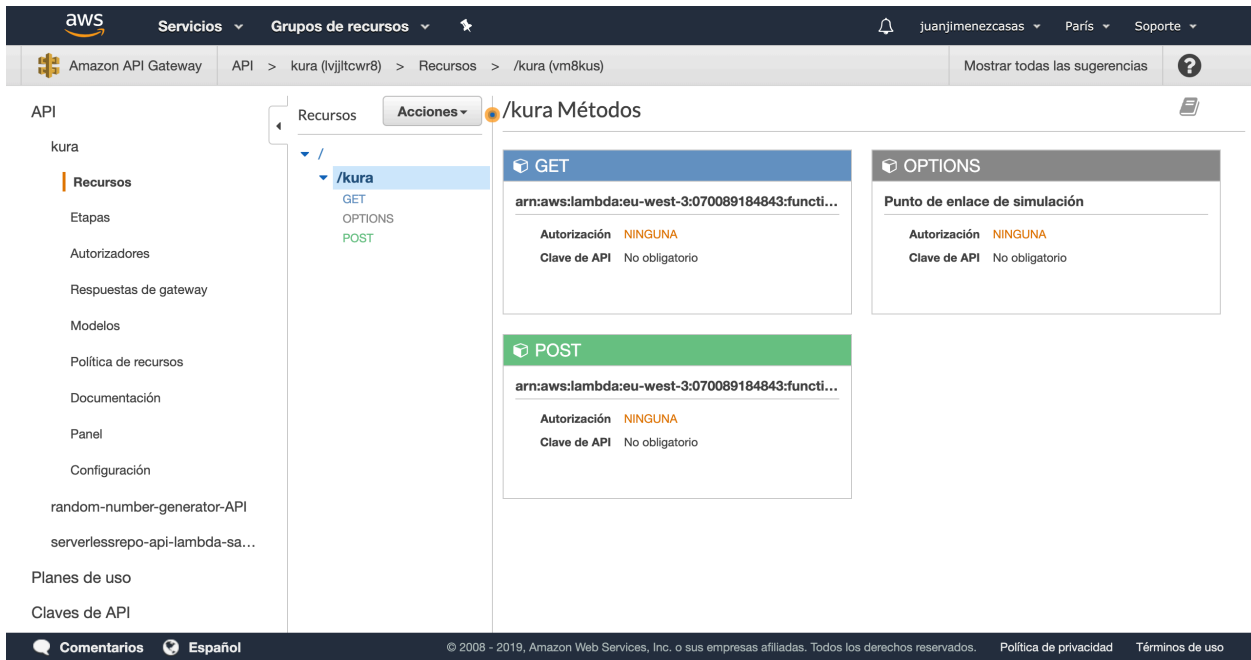 aws Servicios Grupos de recursos juanjimenezcasas París Soporte
Amazon API Gateway API > kura (lvjjltcwr8) > Recursos > /kura (vm8kus) Mostrar todas las sugerencias ?
API
kura
Recursos
Etapas
Autorizadores
Respuestas de gateway
Modelos
Política de recursos
Documentación
Panel
Configuración
random-number-generator-API
serverlessrepo-api-lambda-sa...
Planes de uso
Claves de API
Recursos Acciones
/
/kura
GET
OPTIONS
POST
/kura Métodos
GET
arn:aws:lambda:eu-west-3:070089184843:functi...
Autorización NINGUNA
Clave de API No obligatorio
OPTIONS
Punto de enlace de simulación
Autorización NINGUNA
Clave de API No obligatorio
POST
arn:aws:lambda:eu-west-3:070089184843:functi...
Autorización NINGUNA
Clave de API No obligatorio
Comentarios Español © 2008 - 2019, Amazon Web Services, Inc. o sus empresas afiliadas. Todos los derechos reservados. Política de privacidad Términos de uso